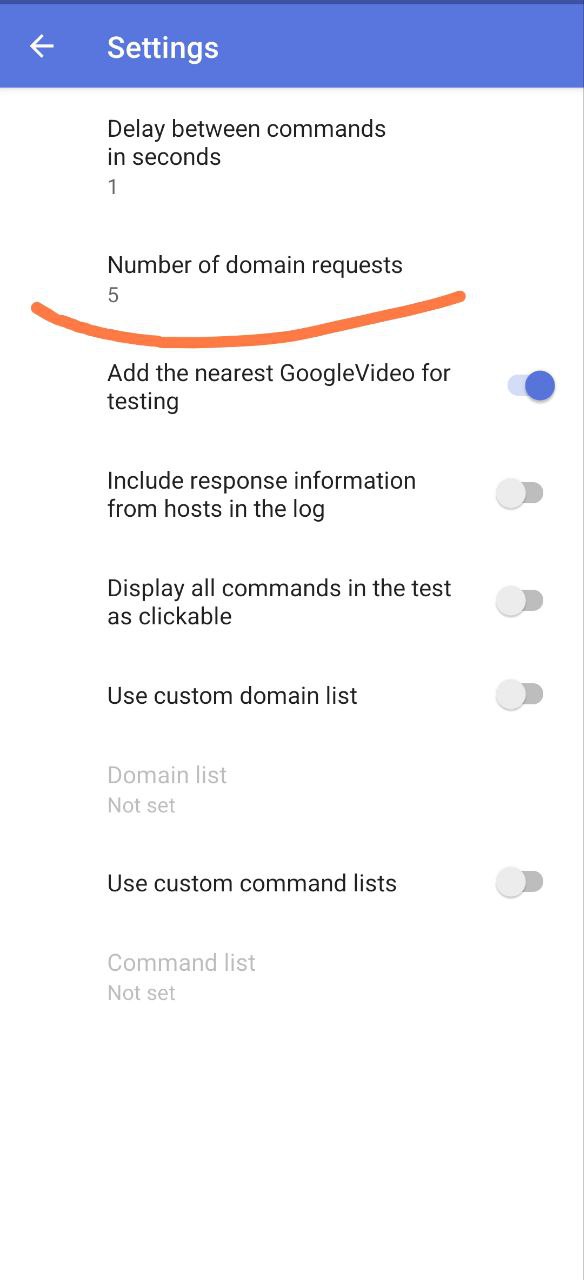 Settings
Delay between commands
in seconds
1
Number of domain requests
5
Add the nearest GoogleVideo for
testing
Include response information
from hosts in the log
Display all commands in the test
as clickable
Use custom domain list
Domain list
Not set
Use custom command lists
Command list
Not set